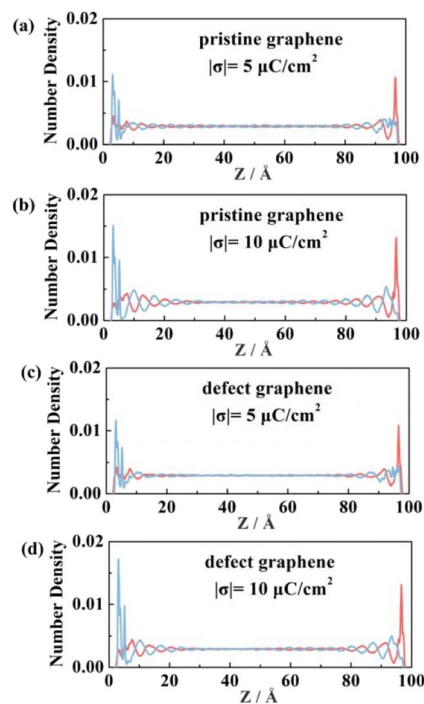 (a)
0.02
0.01
0.00
Number Density
pristine graphene
|σ|= 5 μC/cm²
0 20 40 60 80 100
Z / Å
(b)
0.02
0.01
0.00
Number Density
pristine graphene
|σ|= 10 μC/cm²
0 20 40 60 80 100
Z / Å
(c)
0.02
0.01
0.00
Number Density
defect graphene
|σ|= 5 μC/cm²
0 20 40 60 80 100
Z / Å
(d)
0.02
0.01
0.00
Number Density
defect graphene
|σ|= 10 μC/cm²
0 20 40 60 80 100
Z / Å